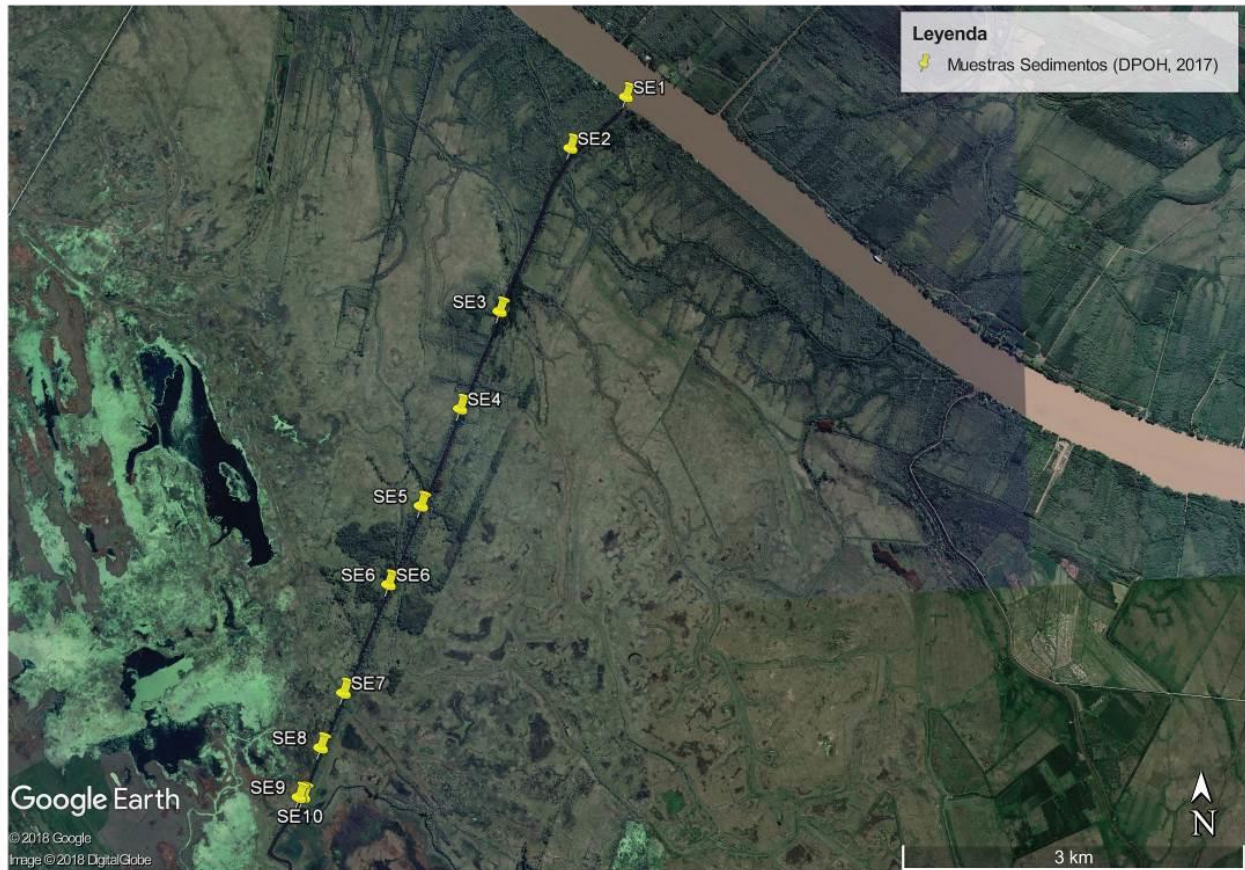 Leyenda
Muestras Sedimentos (DPOH, 2017)
SE1
SE2
SE3
SE4
SE5
SE6 SE6
SE7
SE8
SE9
SE10
Google Earth
© 2018 Google
Image © 2018 DigitalGlobe
N
3 km